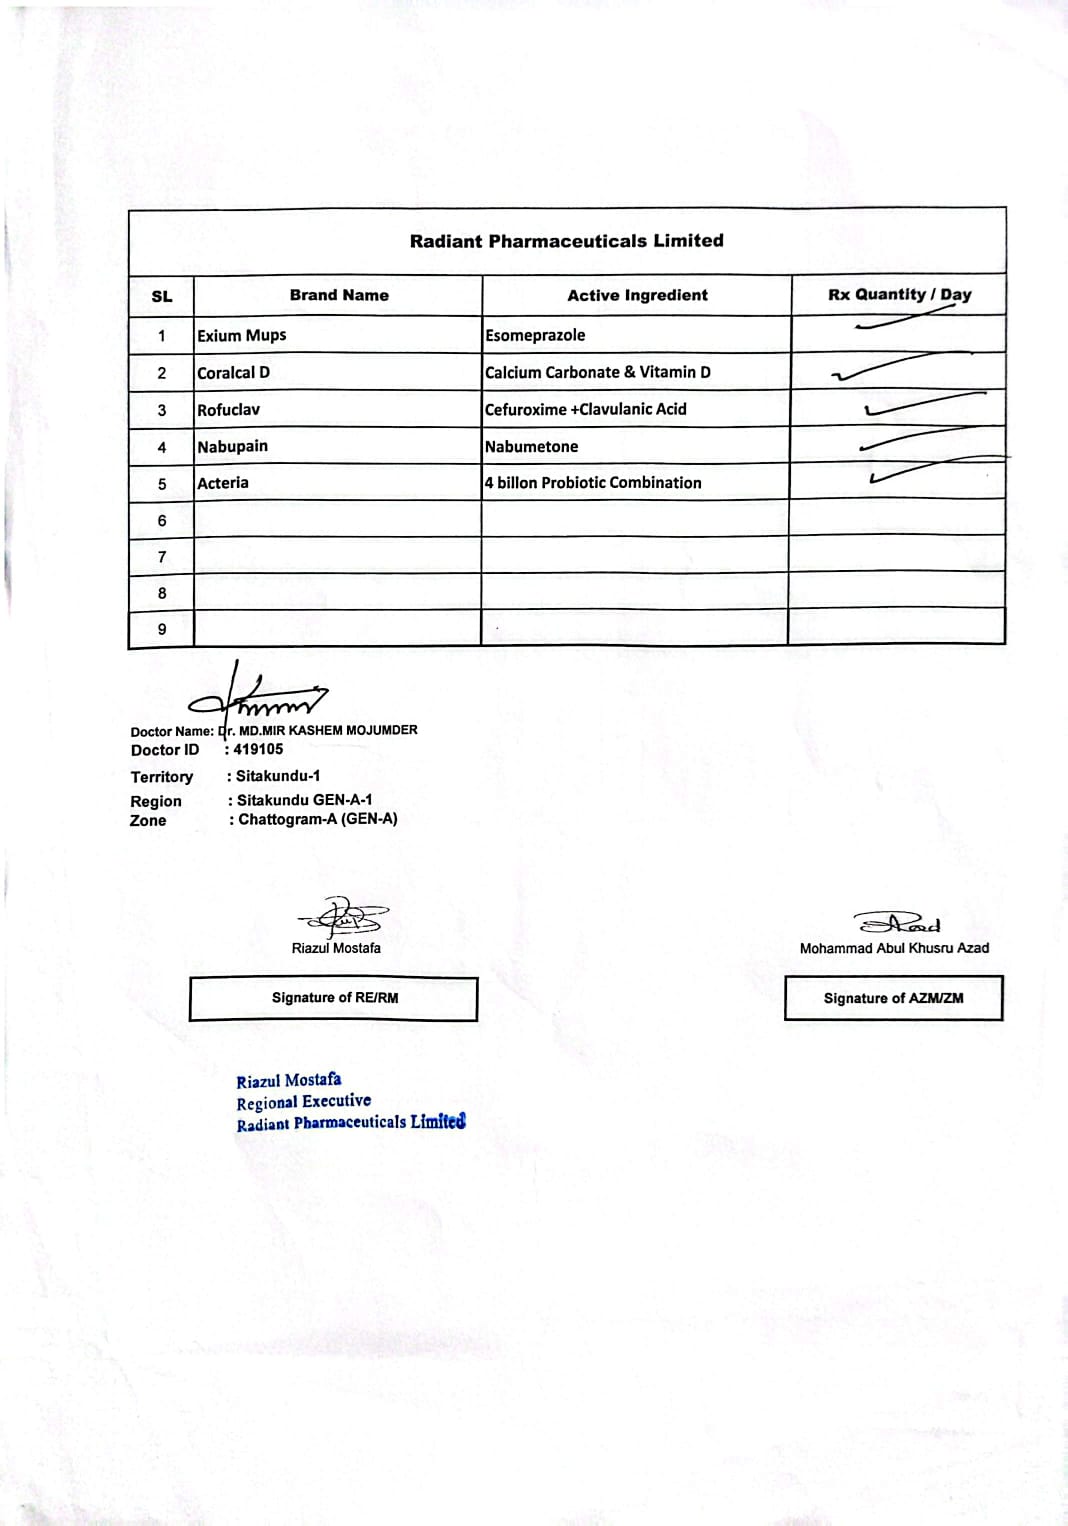 Radiant Pharmaceuticals Limited
SL Brand Name Active Ingredient Rx Quantity / Day
1 Exium Mups Esomeprazole
2 Coralcal D Calcium Carbonate & Vitamin D
3 Rofuclav Cefuroxime +Clavulanic Acid
4 Nabupain Nabumetone
5 Acteria 4 billon Probiotic Combination
6
7
8
9
Doctor Name: Dr. MD.MIR KASHEM MOJUMDER
Doctor ID : 419105
Territory : Sitakundu-1
Region : Sitakundu GEN-A-1
Zone : Chattogram-A (GEN-A)
Riazul Mostafa Mohammad Abul Khusru Azad
Signature of RE/RM Signature of AZM/ZM
Riazul Mostafa
Regional Executive
Radiant Pharmaceuticals Limited